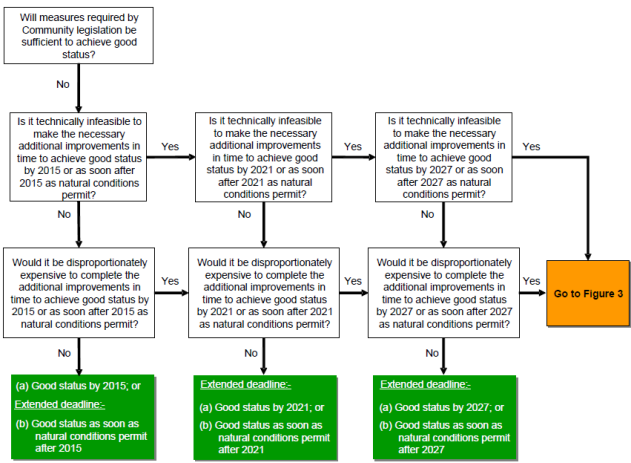 Will measures required by
Community legislation be
sufficient to achieve good
status?
No
Is it technically infeasible to
make the necessary
additional improvements in
time to achieve good status
by 2015 or as soon after
2015 as natural conditions
permit?
Yes
Is it technically infeasible
to make the necessary
additional improvements
in time to achieve good
status by 2021 or as soon
after 2021 as natural
conditions permit?
Yes
Is it technically infeasible
to make the necessary
additional improvements
in time to achieve good
status by 2027 or as soon
after 2027 as natural
conditions permit?
Yes
No
No
No
Would it be disproportionately
expensive to complete the
additional improvements in
time to achieve good status by
2015 or as soon after 2015 as
natural conditions permit?
Yes
Would it be disproportionately
expensive to complete the
additional improvements in
time to achieve good status
by 2021 or as soon after 2021
as natural conditions permit?
Yes
Would it be disproportionately
expensive to complete the
additional improvements in
time to achieve good status
by 2027 or as soon after 2027
as natural conditions permit?
Yes
Go to Figure 3
No
No
No
(a) Good status by 2015; or
Extended deadline:-
(b) Good status as soon as
natural conditions permit
after 2015
Extended deadline:-
(a) Good status by 2021; or
(b) Good status as soon as
natural conditions permit
after 2021
Extended deadline:-
(a) Good status by 2027; or
(b) Good status as soon as
natural conditions permit
after 2027